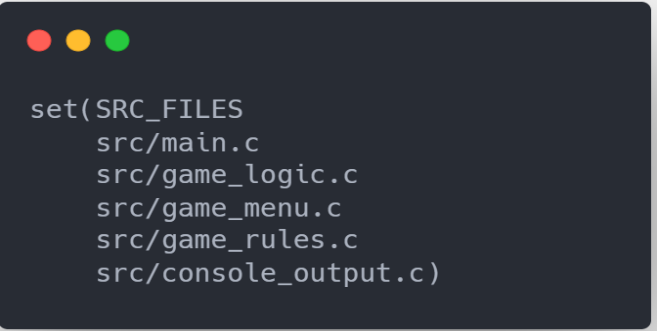 set(SRC_FILES
    src/main.c
    src/game_logic.c
    src/game_menu.c
    src/game_rules.c
    src/console_output.c)